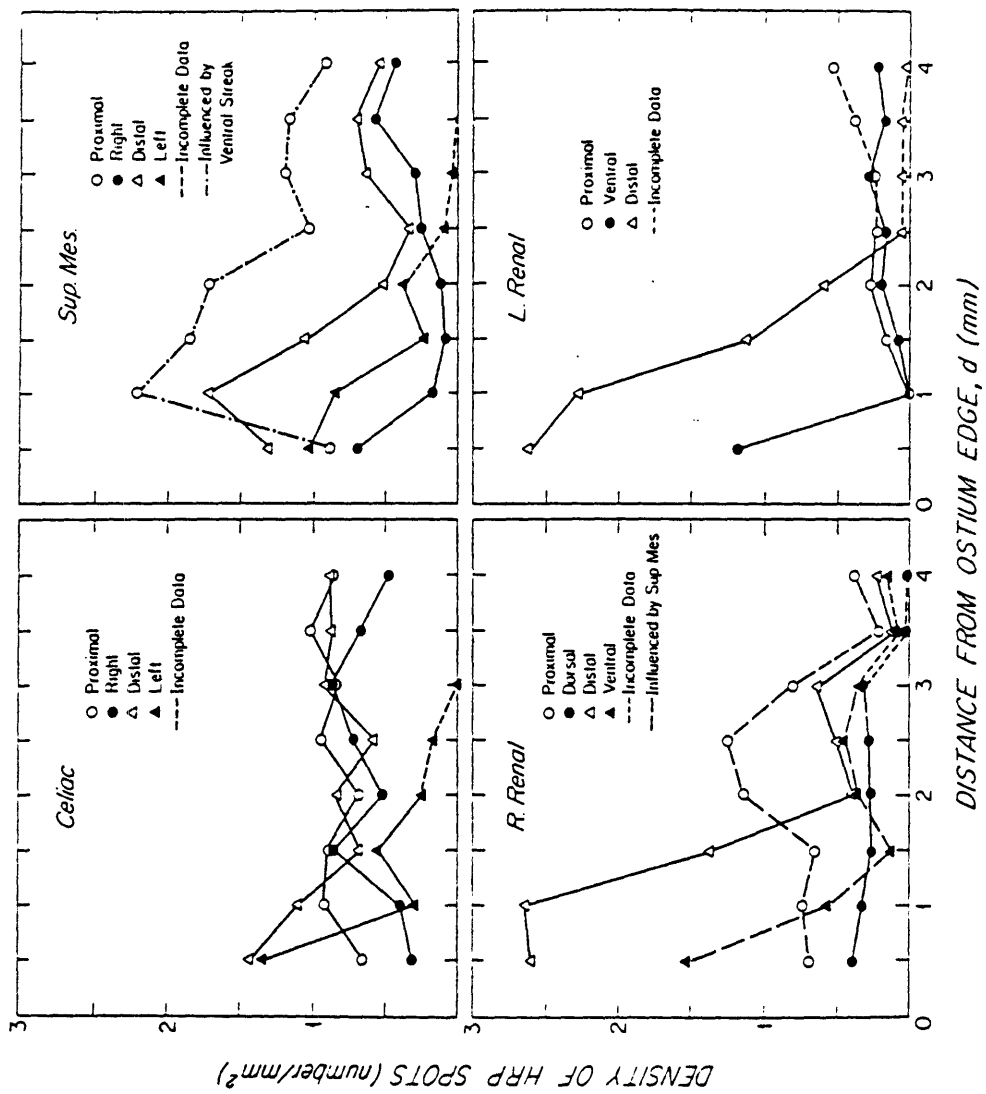 DENSITY OF HRP SPOTS (number/mm²)
3
2
1
Celiac
○ Proximal
● Right
△ Distal
▲ Left
---- Incomplete Data
Sup. Mes.
○ Proximal
● Right
△ Distal
▲ Left
---- Incomplete Data
-·-·- Influenced by
Ventral Streak
3
2
1
0
R. Renal
○ Proximal
● Dorsal
△ Distal
▲ Ventral
---- Incomplete Data
—— Influenced by Sup Mes
1
2
3
4
L. Renal
○ Proximal
● Ventral
△ Distal
---- Incomplete Data
0
1
2
3
4
DISTANCE FROM OSTIUM EDGE, d (mm)